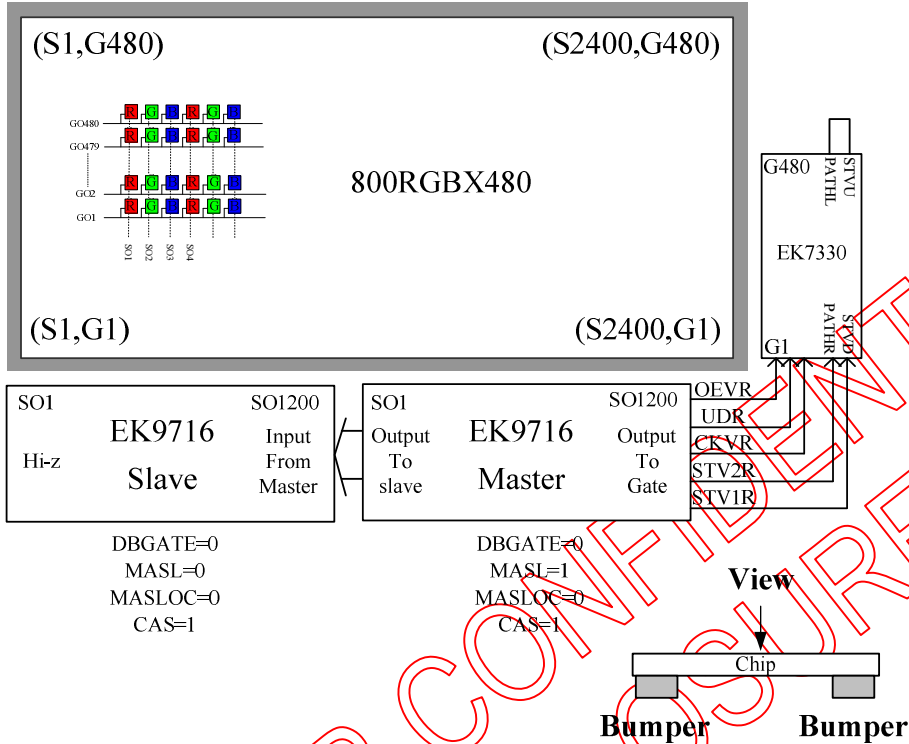 (S1,G480)
(S2400,G480)
R G B R G B
GO480
R G B R G B
GO479
R G B R G B
GO2
R G B R G B
GO1
SO1
SO2
SO3
SO4
800RGBX480
(S1,G1)
(S2400,G1)
G480
PATHL
STVU
EK7330
PATHR
STVD
G1
SO1
SO1200
EK9716
Slave
Hi-z
Input
From
Master
SO1
SO1200
EK9716
Master
Output
To
slave
Output
To
Gate
OEVR
UDR
CKVR
STV2R
STV1R
DBGATE=0
MASL=0
MASLOC=0
CAS=1
DBGATE=0
MASL=1
MASLOC=0
CAS=1
View
Chip
Bumper
Bumper
R CONFIDENT
OSURE